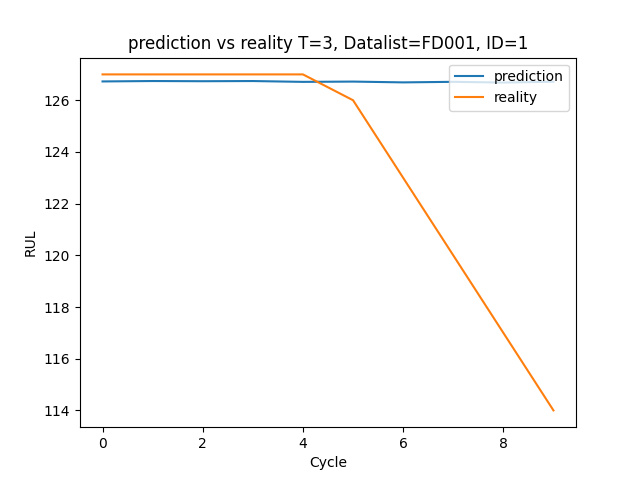 prediction vs reality T=3, Datalist=FD001, ID=1
prediction
reality
126
124
122
120
118
116
114
RUL
0 2 4 6 8
Cycle